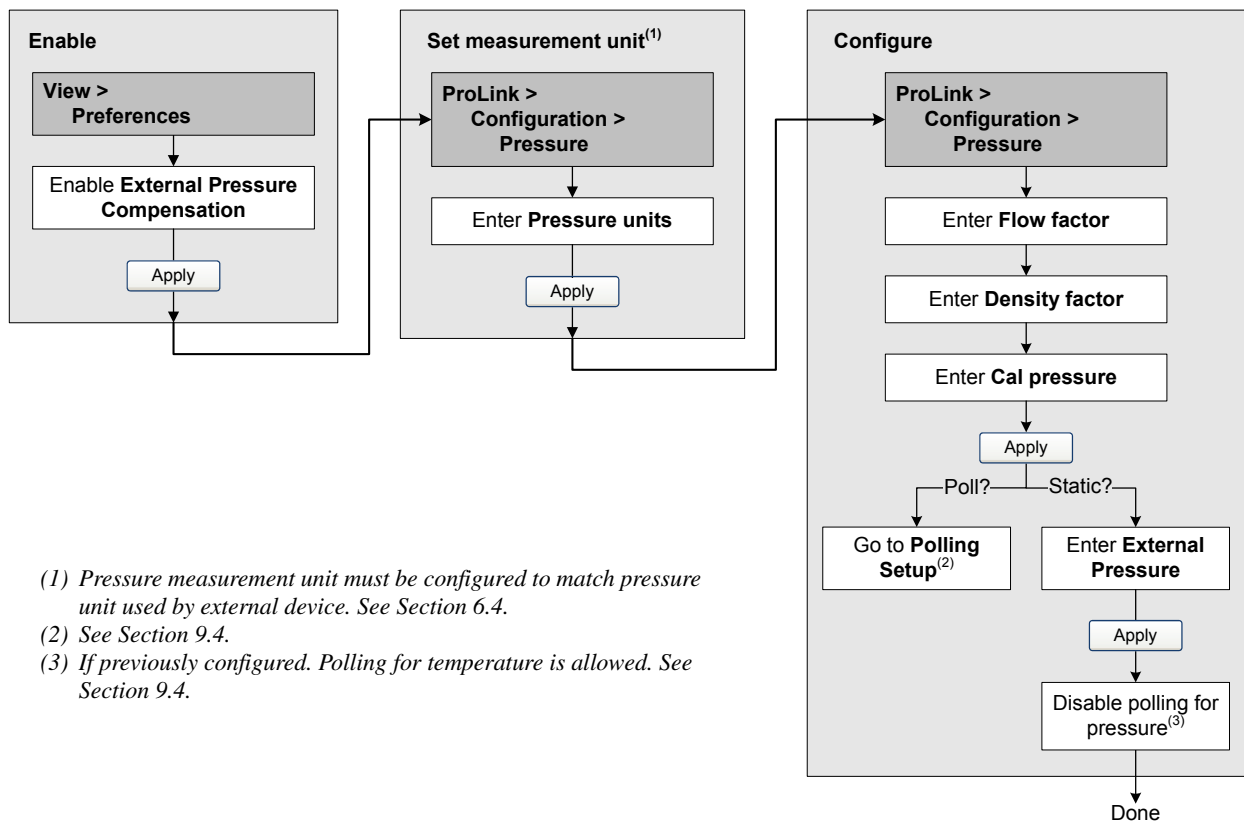 Enable
View >
Preferences
Enable External Pressure
Compensation
Apply
Set measurement unit(1)
ProLink >
Configuration >
Pressure
Enter Pressure units
Apply
Configure
ProLink >
Configuration >
Pressure
Enter Flow factor
Enter Density factor
Enter Cal pressure
Apply
Poll?
Static?
Go to Polling
Setup(2)
Enter External
Pressure
Apply
Disable polling for
pressure(3)
Done
(1) Pressure measurement unit must be configured to match pressure
unit used by external device. See Section 6.4.
(2) See Section 9.4.
(3) If previously configured. Polling for temperature is allowed. See
Section 9.4.